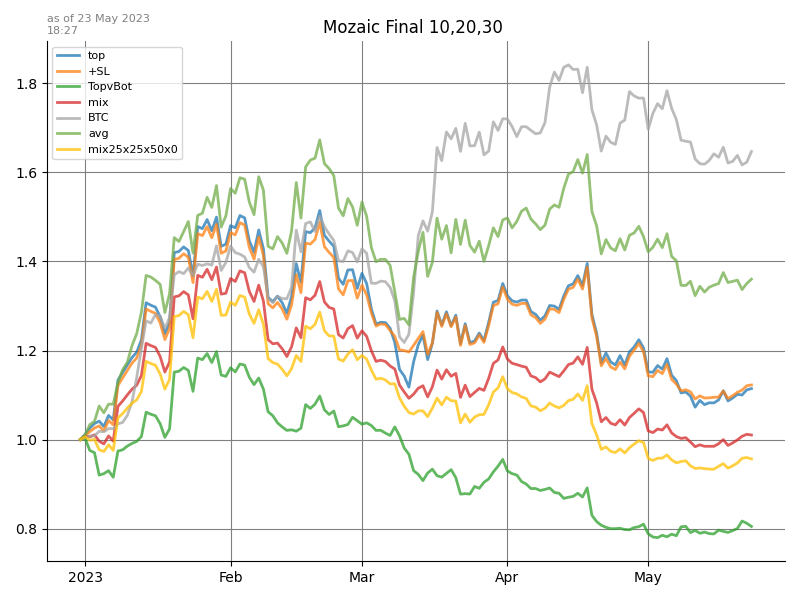 as of 23 May 2023
18:27
Mozaic Final 10,20,30
top
+SL
TopvBot
mix
BTC
avg
mix25x25x50x0
1.8
1.6
1.4
1.2
1.0
0.8
2023 Feb Mar Apr May